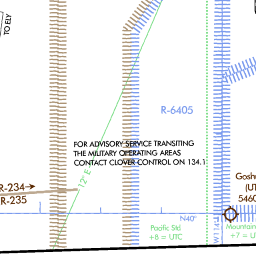 TO ELY
R-6405
FOR ADVISORY SERVICE TRANSITING
THE MILITARY OPERATING AREAS
CONTACT CLOVER CONTROL ON 134.1
12° E
R-234
R-235
Gosh
(UT
5460
N40°
W114
Pacific Std
+8 = UTC
Mountain
+7 = U